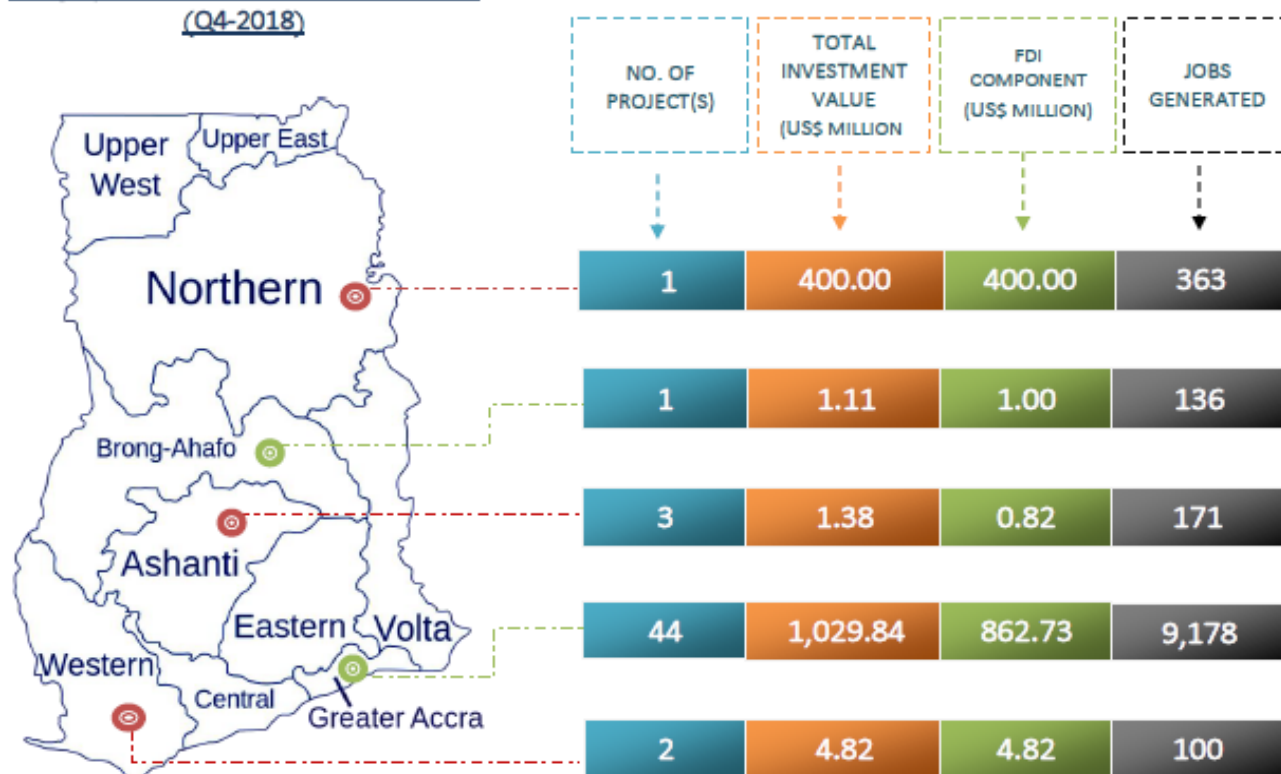 (Q4-2018)
NO. OF
PROJECT(S)
TOTAL
INVESTMENT
VALUE
(US$ MILLION
FDI
COMPONENT
(US$ MILLION)
JOBS
GENERATED
Upper
West
Upper East
Northern
1
400.00
400.00
363
Brong-Ahafo
1
1.11
1.00
136
Ashanti
3
1.38
0.82
171
Eastern
Volta
44
1,029.84
862.73
9,178
Western
Central
Greater Accra
2
4.82
4.82
100